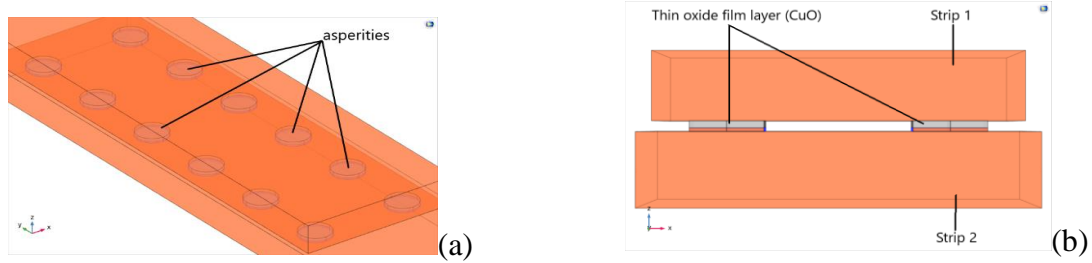 asperities
z
y
x
(a)
Thin oxide film layer (CuO)
Strip 1
z
x
Strip 2
(b)